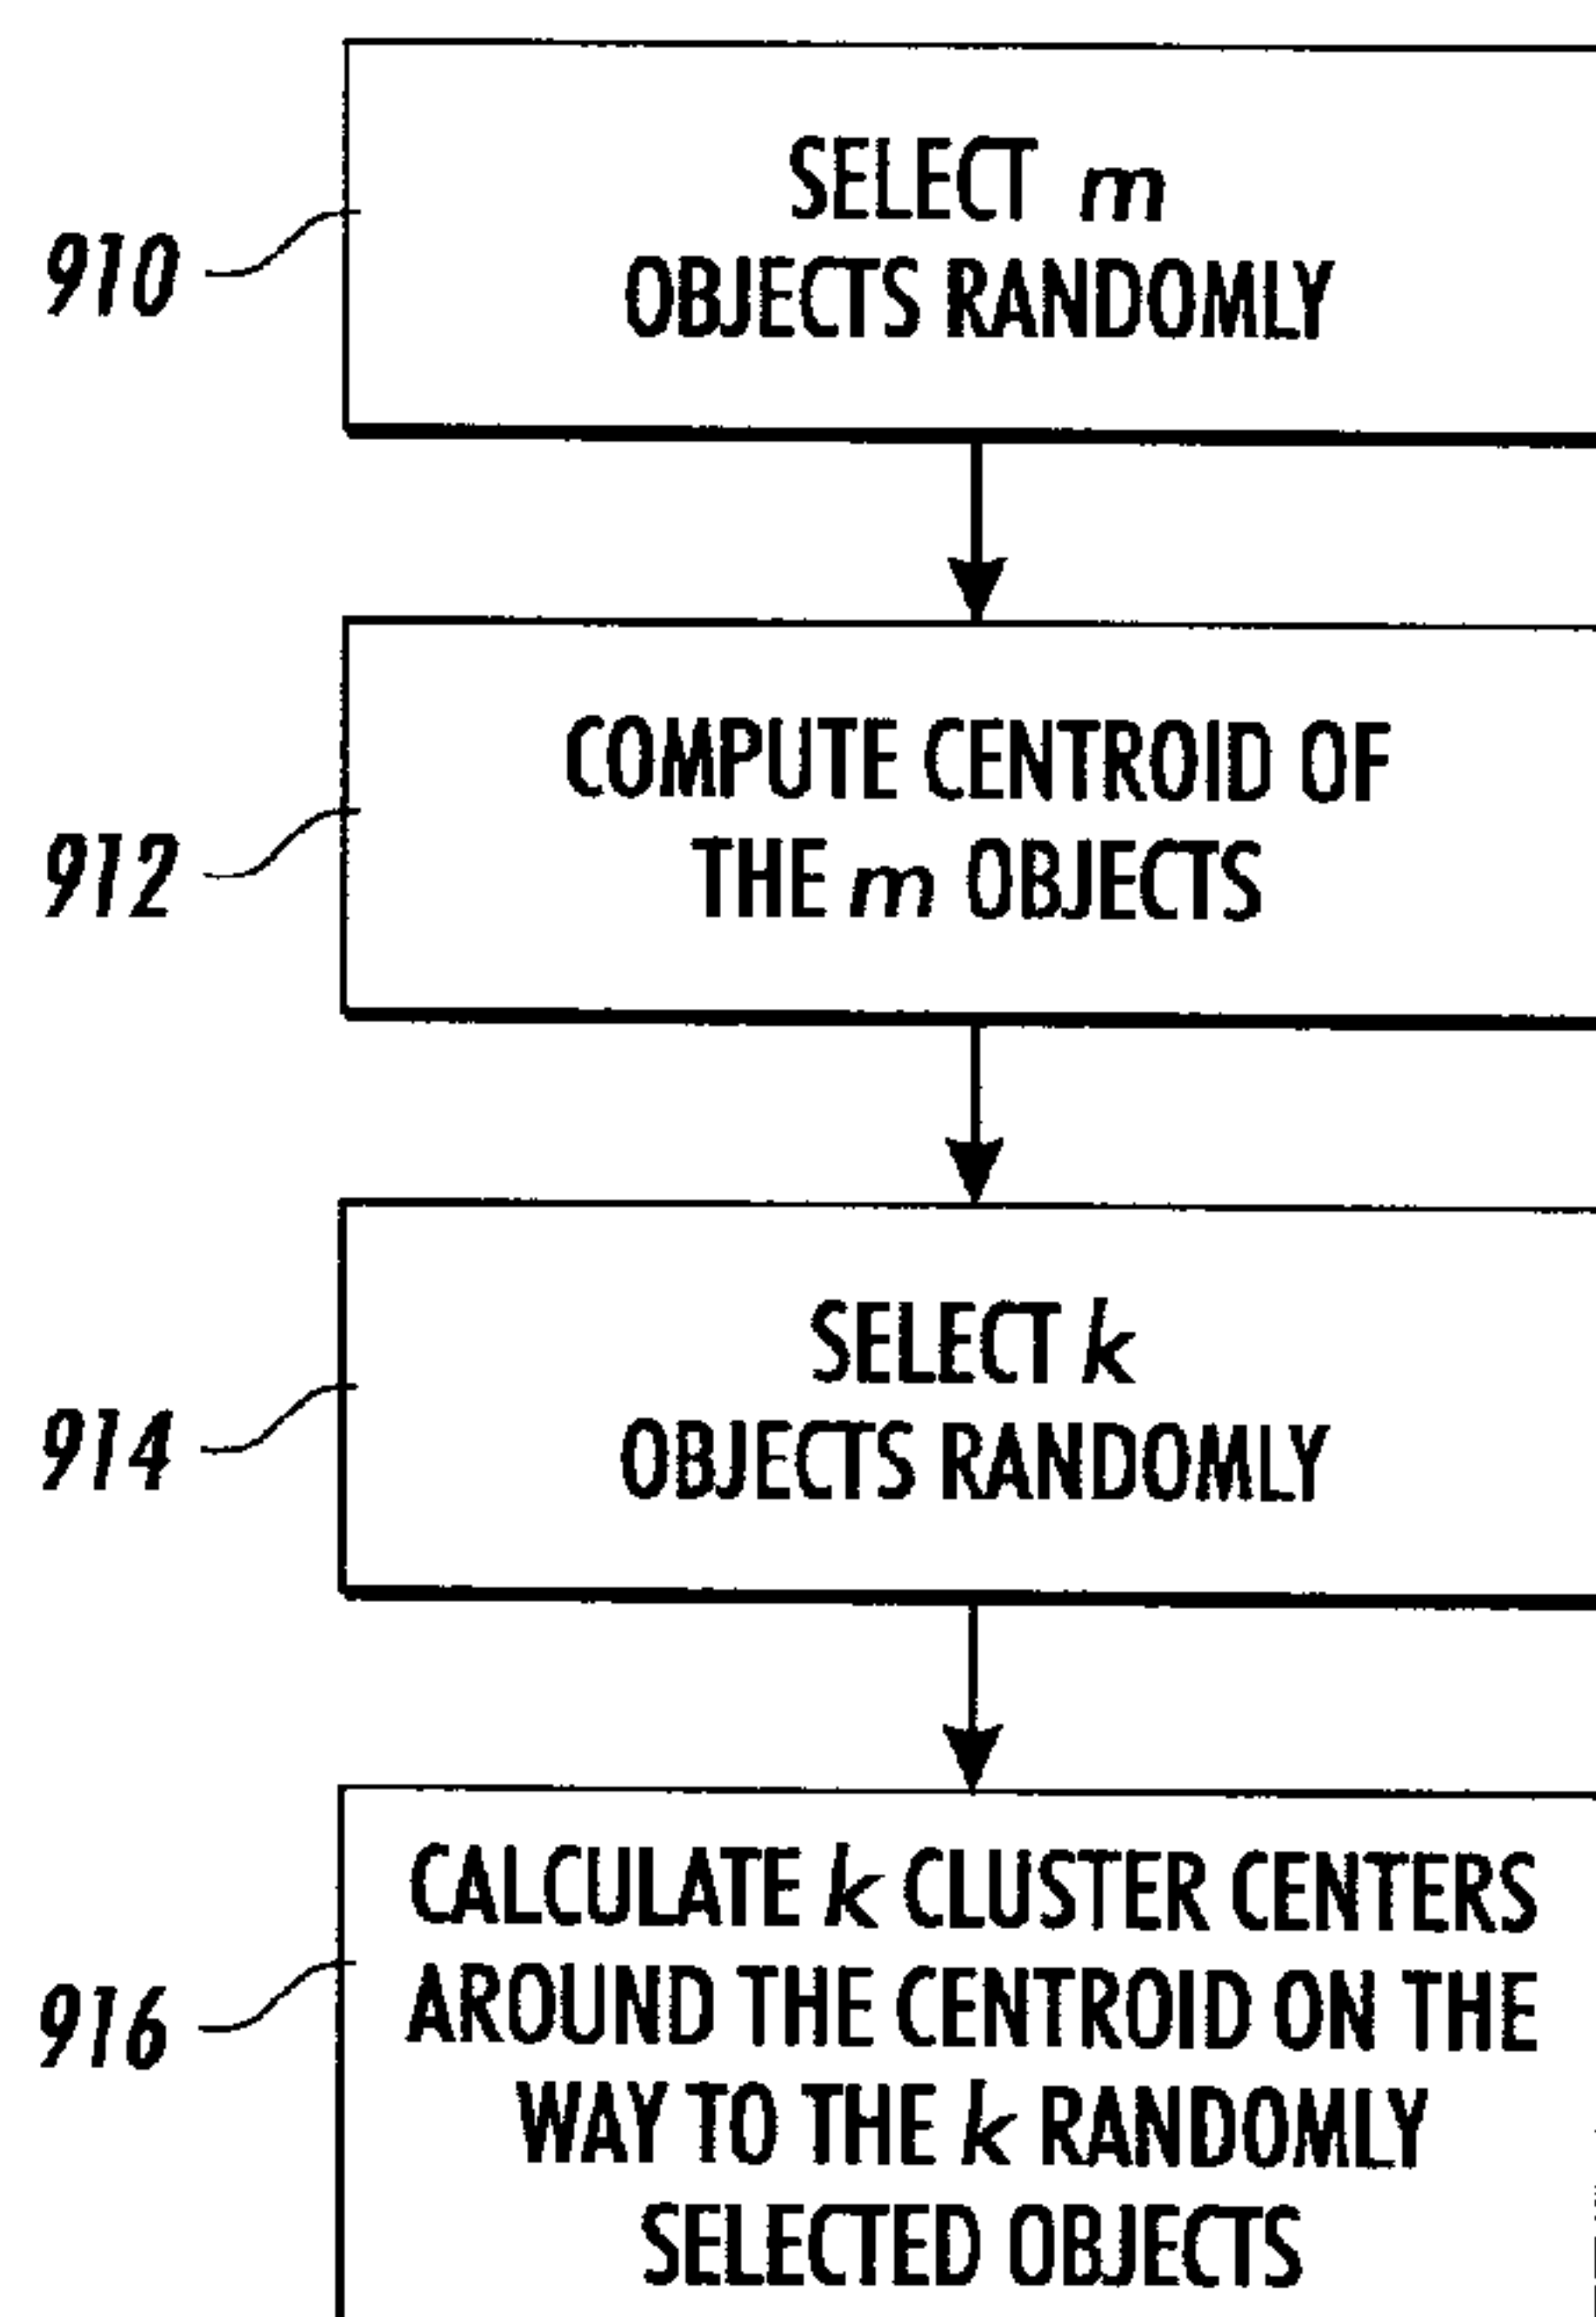 SELECT m
OBJECTS RANDOMLY
910
COMPUTE CENTROID OF
THE m OBJECTS
912
SELECT k
OBJECTS RANDOMLY
914
CALCULATE k CLUSTER CENTERS
AROUND THE CENTROID ON THE
WAY TO THE k RANDOMLY
SELECTED OBJECTS
916